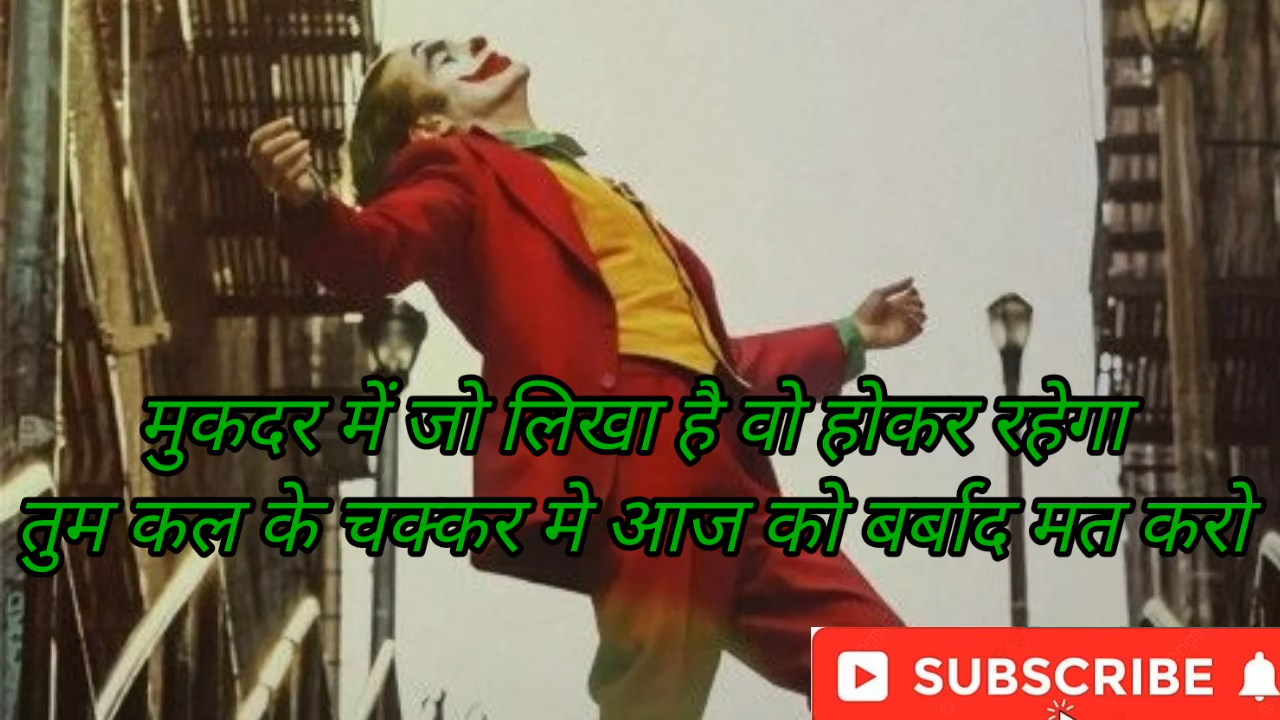 मुकदर में जो लिखा है वो होकर रहेगा
तुम कल के चक्कर मे आज को बर्बाद मत करो
SUBSCRIBE